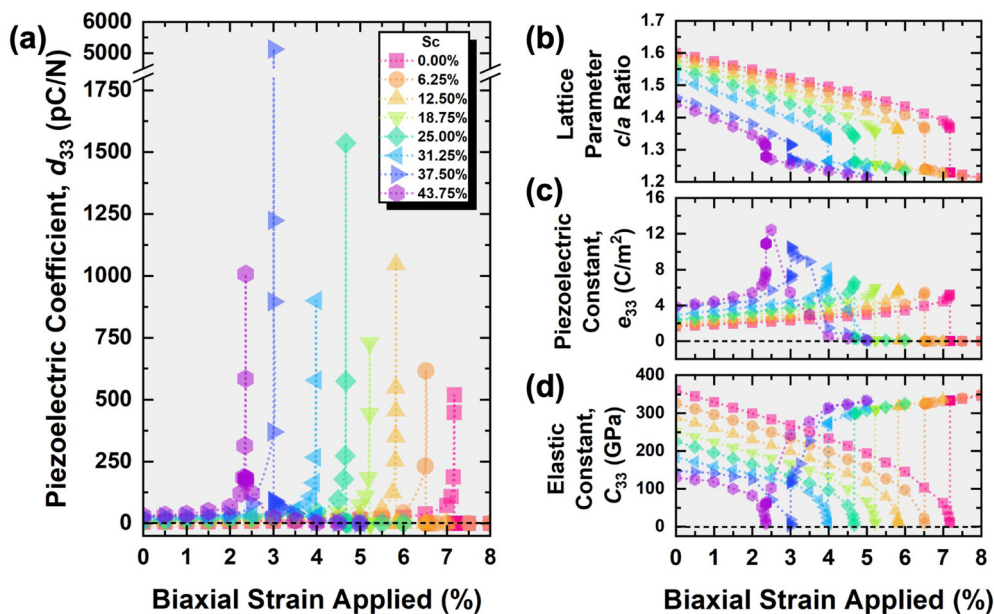 (a)
Piezoelectric Coefficient, d33 (pC/N)
6000
5000
1750
1500
1250
1000
750
500
250
0
0 1 2 3 4 5 6 7 8
Biaxial Strain Applied (%)
Sc
0.00%
6.25%
12.50%
18.75%
25.00%
31.25%
37.50%
43.75%
(b)
Lattice
Parameter
c/a Ratio
1.7
1.6
1.5
1.4
1.3
1.2
(c)
Piezoelectric
Constant,
e33 (C/m²)
16
12
8
4
0
(d)
Elastic
Constant,
C33 (GPa)
400
300
200
100
0
0 1 2 3 4 5 6 7 8
Biaxial Strain Applied (%)